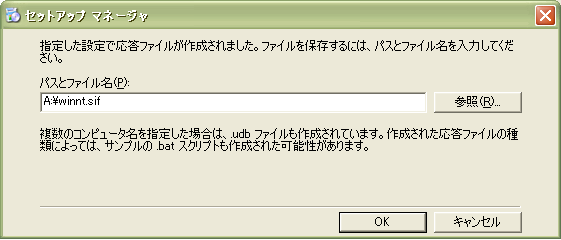 セットアップ マネージャ
指定した設定で応答ファイルが作成されました。ファイルを保存するには、パスとファイル名を入力してくだ
さい。
パスとファイル名(P):
A:¥winnt.sif
参照(R)...
複数のコンピュータ名を指定した場合は、.udb ファイルも作成されています。作成された応答ファイルの種
類によっては、サンプルの .bat スクリプトも作成された可能性があります。
OK
キャンセル